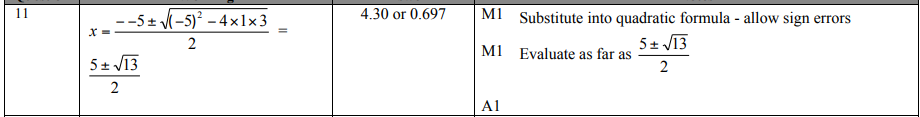 11
x = (− −5 ± √((−5)² − 4×1×3)) / 2 =
(5 ± √13) / 2
4.30 or 0.697
M1 Substitute into quadratic formula - allow sign errors
M1 Evaluate as far as (5 ± √13) / 2
A1